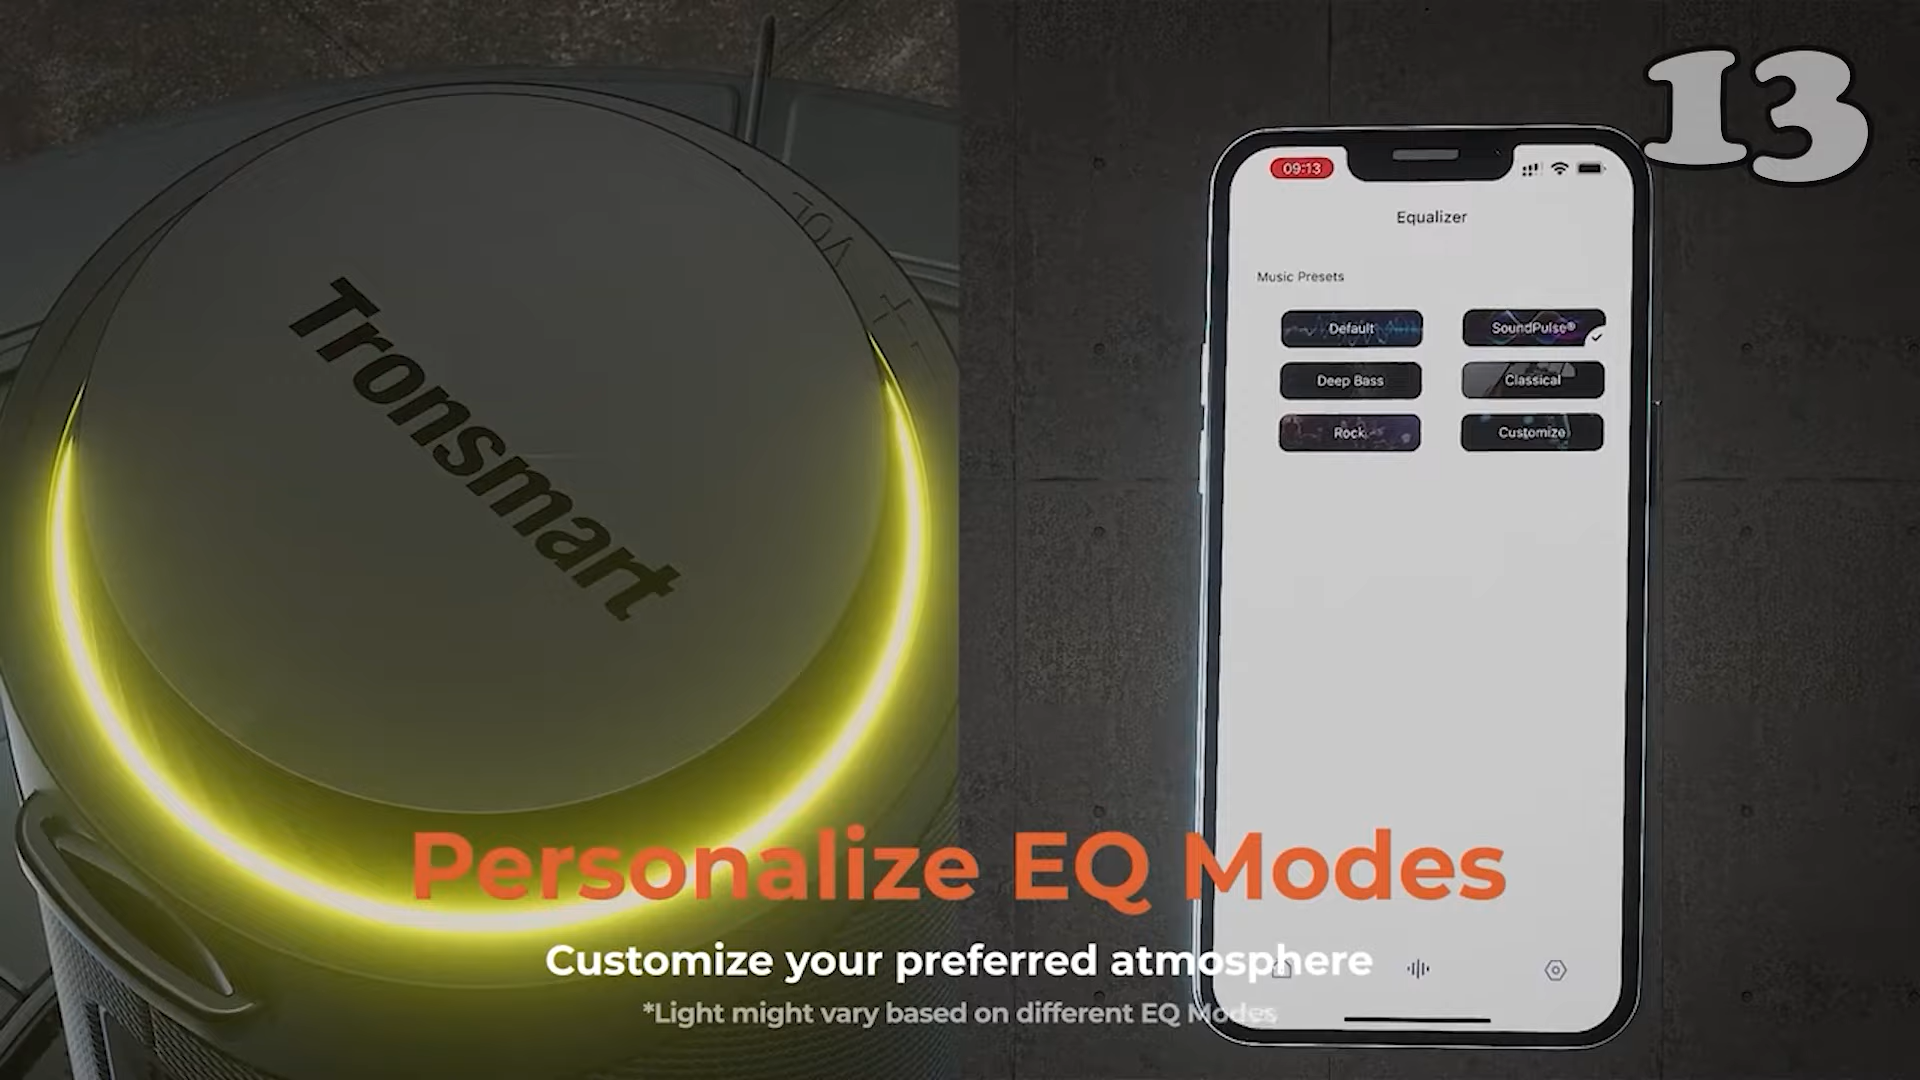 13
Tronsmart
VOL
+
09:13
Equalizer
Music Presets
Default
SoundPulse®
Deep Bass
Classical
Rock
Customize
Personalize EQ Modes
Customize your preferred atmosphere
*Light might vary based on different EQ Modes